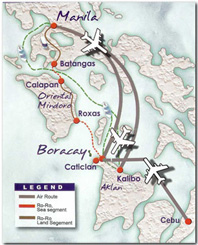 Manila
Batangas
Calapan
Oriental
Mindoro
Roxas
Boracay
Caticlan
Kalibo
Aklan
Cebu
LEGEND
Air Route
Ro-Ro,
Sea segment
Ro-Ro,
Land Segement